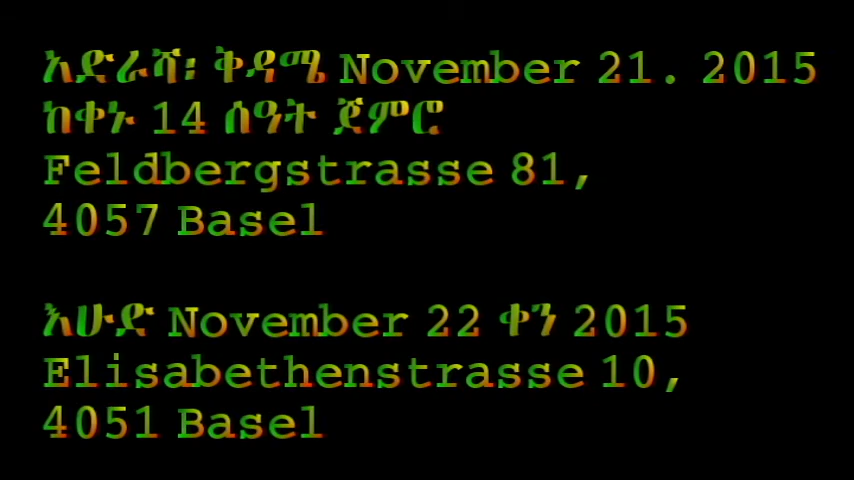 አድራሻ፡ ቅዳሜ November 21. 2015
ከቀኑ 14 ሰዓት ጀምሮ
Feldbergstrasse 81,
4057 Basel
እሁድ November 22 ቀን 2015
Elisabethenstrasse 10,
4051 Basel